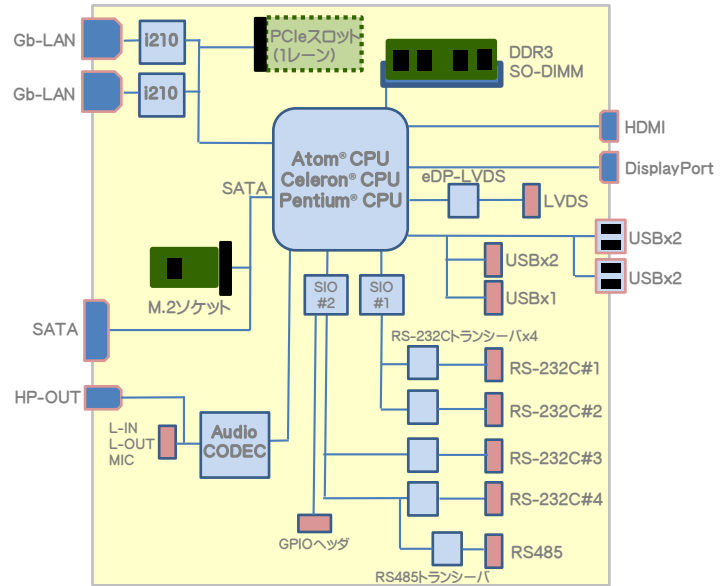 Gb-LAN
i210
PCIeスロット
(1レーン)
DDR3
SO-DIMM
Gb-LAN
i210
HDMI
Atom® CPU
Celeron® CPU
Pentium® CPU
DisplayPort
eDP-LVDS
SATA
LVDS
USBx2
USBx2
USBx2
M.2ソケット
SIO
#2
SIO
#1
USBx1
SATA
RS-232Cトランシーバx4
RS-232C#1
HP-OUT
RS-232C#2
L-IN
L-OUT
MIC
Audio
CODEC
RS-232C#3
RS-232C#4
GPIOヘッダ
RS485
RS485トランシーバ